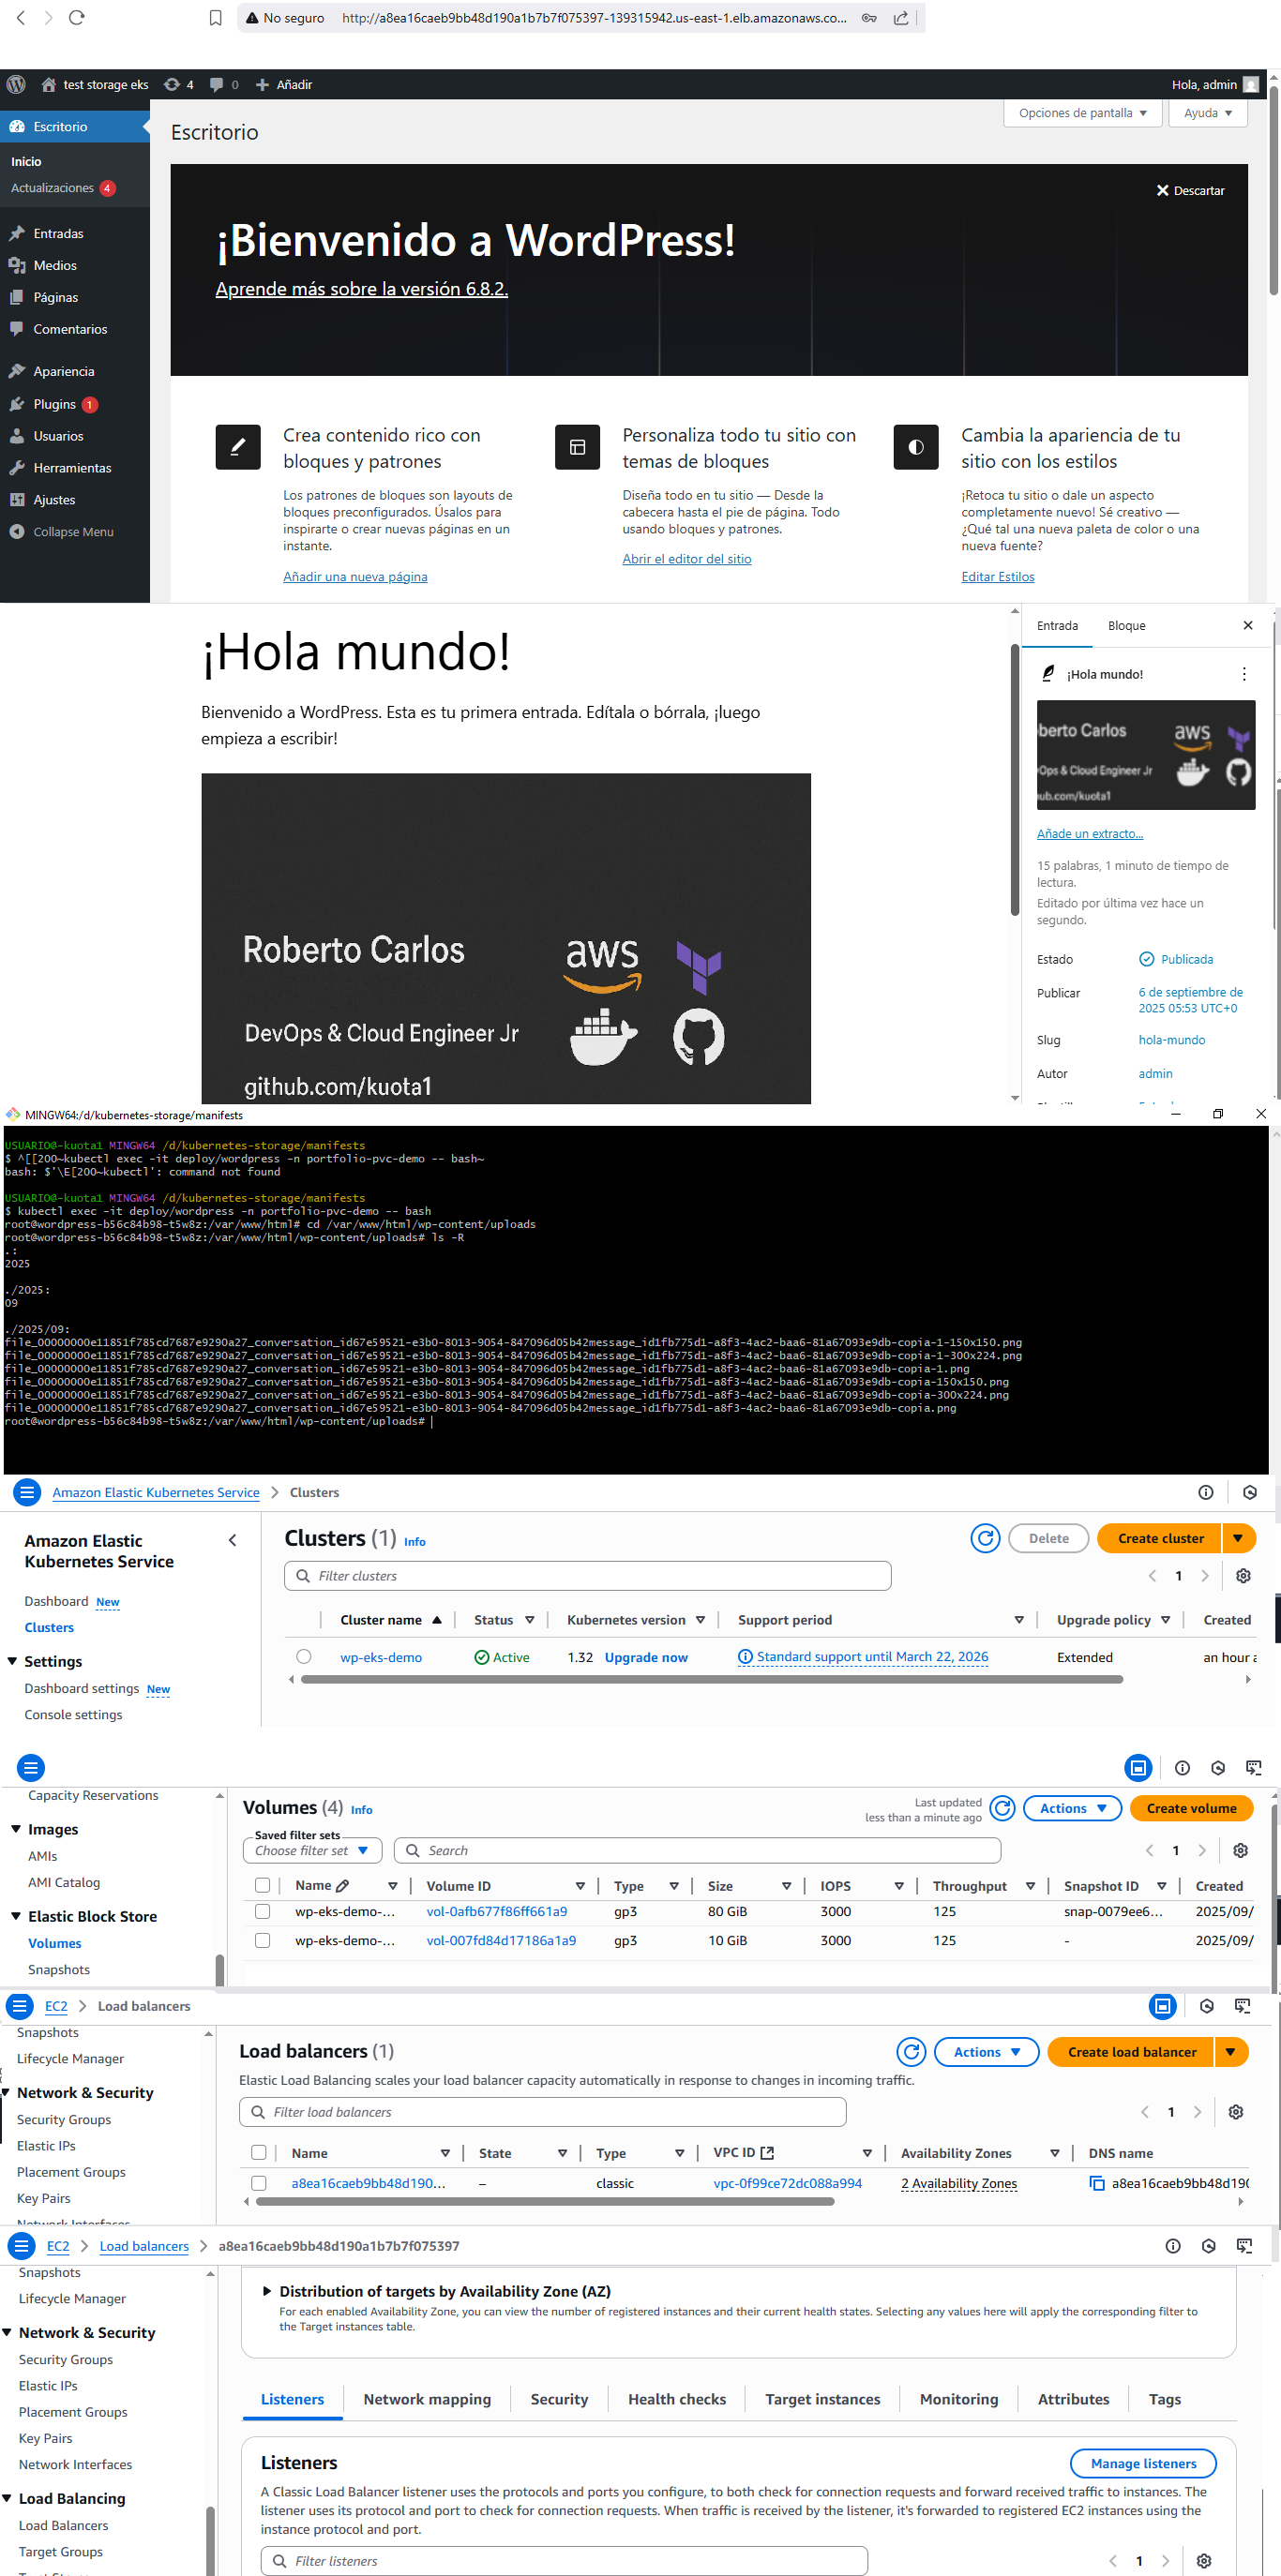 No seguro
http://a8ea16caeb9bb48d190a1b7b7f075397-139315942.us-east-1.elb.amazonaws.co...
test storage eks
4
0
Añadir
Hola, admin
Escritorio
Inicio
Actualizaciones 4
Entradas
Medios
Páginas
Comentarios
Apariencia
Plugins 1
Usuarios
Herramientas
Ajustes
Collapse Menu
Escritorio
Opciones de pantalla
Ayuda
Descartar
¡Bienvenido a WordPress!
Aprende más sobre la versión 6.8.2.
Crea contenido rico con
bloques y patrones
Los patrones de bloques son layouts de
bloques preconfigurados. Úsalos para
inspirarte o crear nuevas páginas en un
instante.
Añadir una nueva página
Personaliza todo tu sitio con
temas de bloques
Diseña todo en tu sitio — Desde la
cabecera hasta el pie de página. Todo
usando bloques y patrones.
Abrir el editor del sitio
Cambia la apariencia de tu
sitio con los estilos
¡Retoca tu sitio o dale un aspecto
completamente nuevo! Sé creativo —
¿Qué tal una nueva paleta de color o una
nueva fuente?
Editar Estilos
¡Hola mundo!
Bienvenido a WordPress. Esta es tu primera entrada. Edítala o bórrala, ¡luego
empieza a escribir!
Roberto Carlos
aws
DevOps & Cloud Engineer Jr
github.com/kuota1
Entrada
Bloque
¡Hola mundo!
berto Carlos
aws
vOps & Cloud Engineer Jr
ub.com/kuota1
Añade un extracto...
15 palabras, 1 minuto de tiempo de
lectura.
Editado por última vez hace un
segundo.
Estado
Publicada
Publicar
6 de septiembre de
2025 05:53 UTC+0
Slug
hola-mundo
Autor
admin
MINGW64:/d/kubernetes-storage/manifests
USUARIO@-kuota1 MINGW64 /d/kubernetes-storage/manifests
$ ^[[200~kubectl exec -it deploy/wordpress -n portfolio-pvc-demo -- bash~
bash: $'\E[200~kubectl': command not found
USUARIO@-kuota1 MINGW64 /d/kubernetes-storage/manifests
$ kubectl exec -it deploy/wordpress -n portfolio-pvc-demo -- bash
root@wordpress-b56c84b98-t5w8z:/var/www/html# cd /var/www/html/wp-content/uploads
root@wordpress-b56c84b98-t5w8z:/var/www/html/wp-content/uploads# ls -R
.:
2025
./2025:
09
./2025/09:
file_00000000e11851f785cd7687e9290a27_conversation_id67e59521-e3b0-8013-9054-847096d05b42message_id1fb775d1-a8f3-4ac2-baa6-81a67093e9db-copia-1-150x150.png
file_00000000e11851f785cd7687e9290a27_conversation_id67e59521-e3b0-8013-9054-847096d05b42message_id1fb775d1-a8f3-4ac2-baa6-81a67093e9db-copia-1-300x224.png
file_00000000e11851f785cd7687e9290a27_conversation_id67e59521-e3b0-8013-9054-847096d05b42message_id1fb775d1-a8f3-4ac2-baa6-81a67093e9db-copia-1.png
file_00000000e11851f785cd7687e9290a27_conversation_id67e59521-e3b0-8013-9054-847096d05b42message_id1fb775d1-a8f3-4ac2-baa6-81a67093e9db-copia-150x150.png
file_00000000e11851f785cd7687e9290a27_conversation_id67e59521-e3b0-8013-9054-847096d05b42message_id1fb775d1-a8f3-4ac2-baa6-81a67093e9db-copia-300x224.png
file_00000000e11851f785cd7687e9290a27_conversation_id67e59521-e3b0-8013-9054-847096d05b42message_id1fb775d1-a8f3-4ac2-baa6-81a67093e9db-copia.png
root@wordpress-b56c84b98-t5w8z:/var/www/html/wp-content/uploads#
Amazon Elastic Kubernetes Service
Clusters
Amazon Elastic
Kubernetes Service
Dashboard New
Clusters
Settings
Dashboard settings New
Console settings
Clusters (1) Info
Delete
Create cluster
Filter clusters
1
Cluster name
Status
Kubernetes version
Support period
Upgrade policy
Created
wp-eks-demo
Active
1.32 Upgrade now
Standard support until March 22, 2026
Extended
an hour a
Capacity Reservations
Images
AMIs
AMI Catalog
Elastic Block Store
Volumes
Snapshots
Volumes (4) Info
Last updated
less than a minute ago
Actions
Create volume
Saved filter sets
Choose filter set
Search
1
Name
Volume ID
Type
Size
IOPS
Throughput
Snapshot ID
Created
wp-eks-demo-...
vol-0afb677f86ff661a9
gp3
80 GiB
3000
125
snap-0079ee6...
2025/09/
wp-eks-demo-...
vol-007fd84d17186a1a9
gp3
10 GiB
3000
125
-
2025/09/
EC2
Load balancers
Snapshots
Lifecycle Manager
Network & Security
Security Groups
Elastic IPs
Placement Groups
Key Pairs
Network Interfaces
Load balancers (1)
Actions
Create load balancer
Elastic Load Balancing scales your load balancer capacity automatically in response to changes in incoming traffic.
Filter load balancers
1
Name
State
Type
VPC ID
Availability Zones
DNS name
a8ea16caeb9bb48d190...
–
classic
vpc-0f99ce72dc088a994
2 Availability Zones
a8ea16caeb9bb48d190
EC2
Load balancers
a8ea16caeb9bb48d190a1b7b7f075397
Snapshots
Lifecycle Manager
Network & Security
Security Groups
Elastic IPs
Placement Groups
Key Pairs
Network Interfaces
Load Balancing
Load Balancers
Target Groups
Distribution of targets by Availability Zone (AZ)
For each enabled Availability Zone, you can view the number of registered instances and their current health states. Selecting any values here will apply the corresponding filter to
the Target instances table.
Listeners
Network mapping
Security
Health checks
Target instances
Monitoring
Attributes
Tags
Listeners
Manage listeners
A Classic Load Balancer listener uses the protocols and ports you configure, to both check for connection requests and forward received traffic to instances. The
listener uses its protocol and port to check for connection requests. When traffic is received by the listener, it's forwarded to registered EC2 instances using the
instance protocol and port.
Filter listeners
1